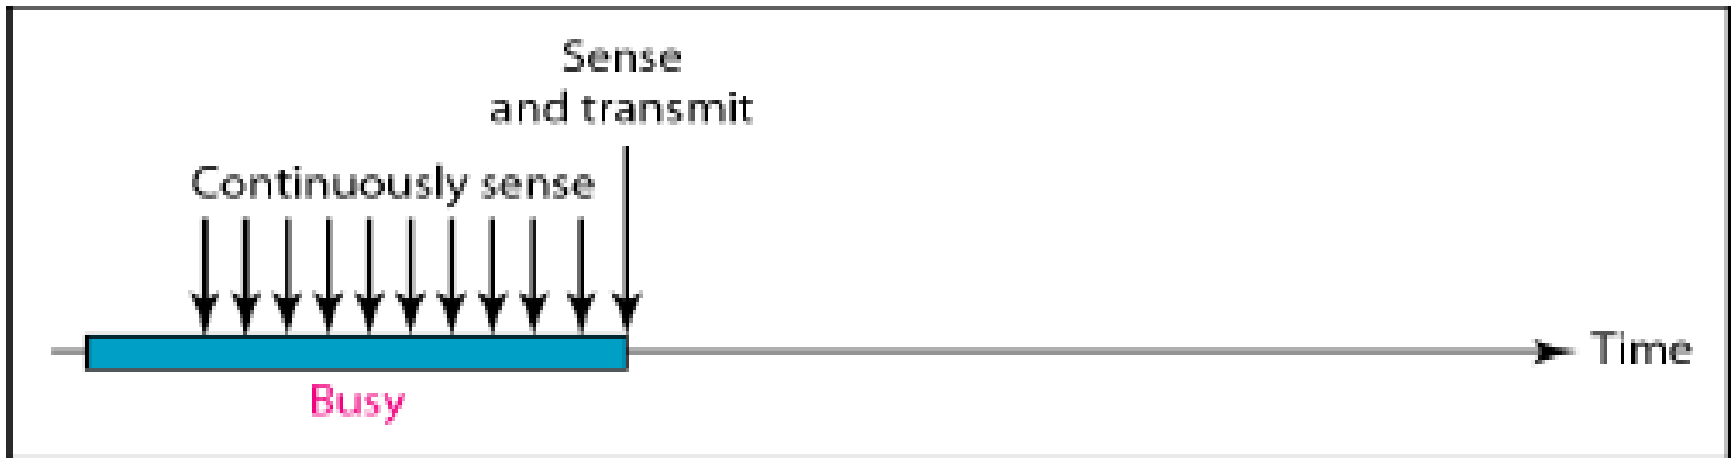 Sense
and transmit
Continuously sense
Time
Busy